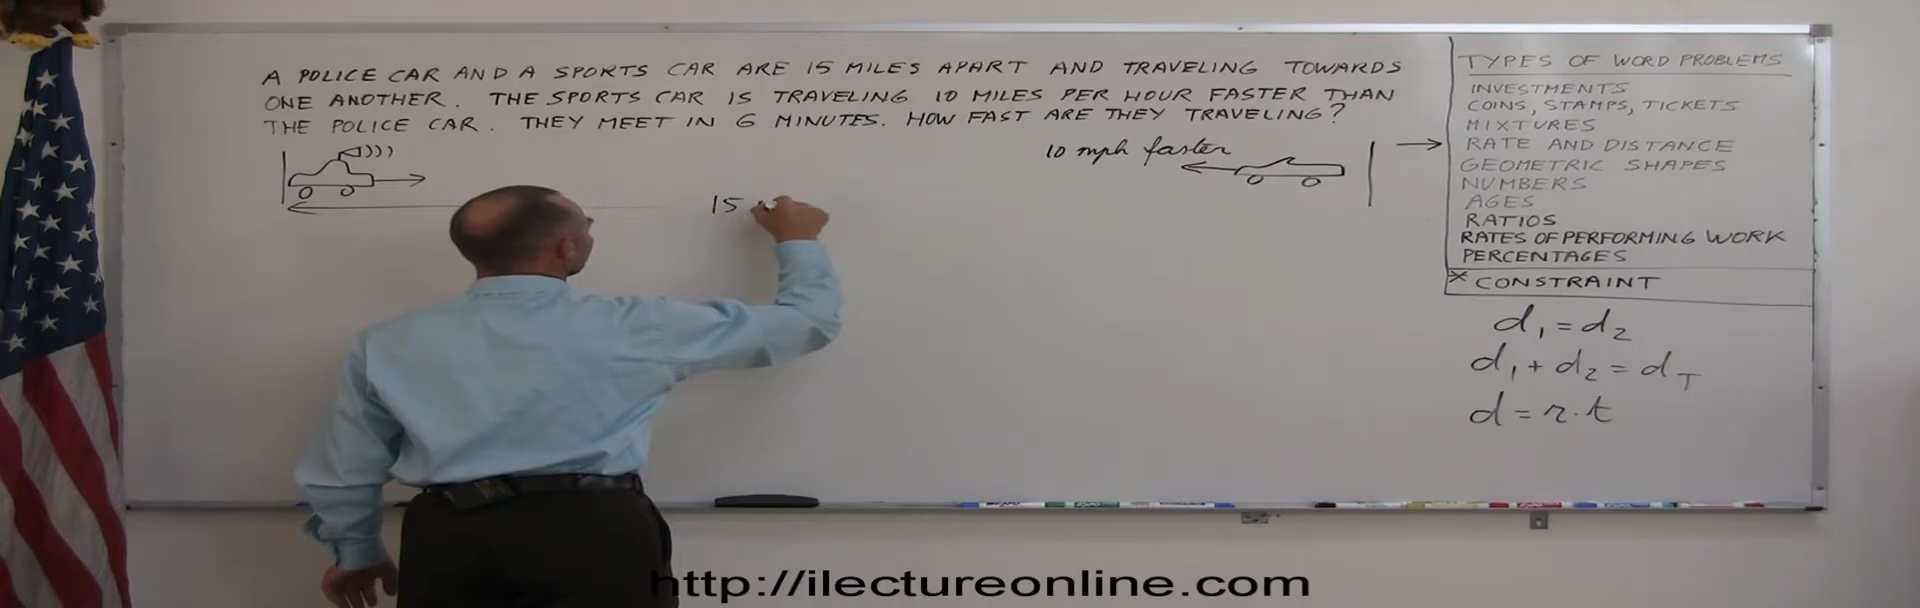 A POLICE CAR AND A SPORTS CAR ARE 15 MILES APART AND TRAVELING TOWARDS
ONE ANOTHER. THE SPORTS CAR IS TRAVELING 10 MILES PER HOUR FASTER THAN
THE POLICE CAR. THEY MEET IN 6 MINUTES. HOW FAST ARE THEY TRAVELING?
10 mph faster
15
TYPES OF WORD PROBLEMS
INVESTMENTS
COINS, STAMPS, TICKETS
MIXTURES
RATE AND DISTANCE
GEOMETRIC SHAPES
NUMBERS
AGES
RATIOS
RATES OF PERFORMING WORK
PERCENTAGES
* CONSTRAINT
d₁ = d₂
d₁ + d₂ = d_T
d = r·t
http://ilectureonline.com